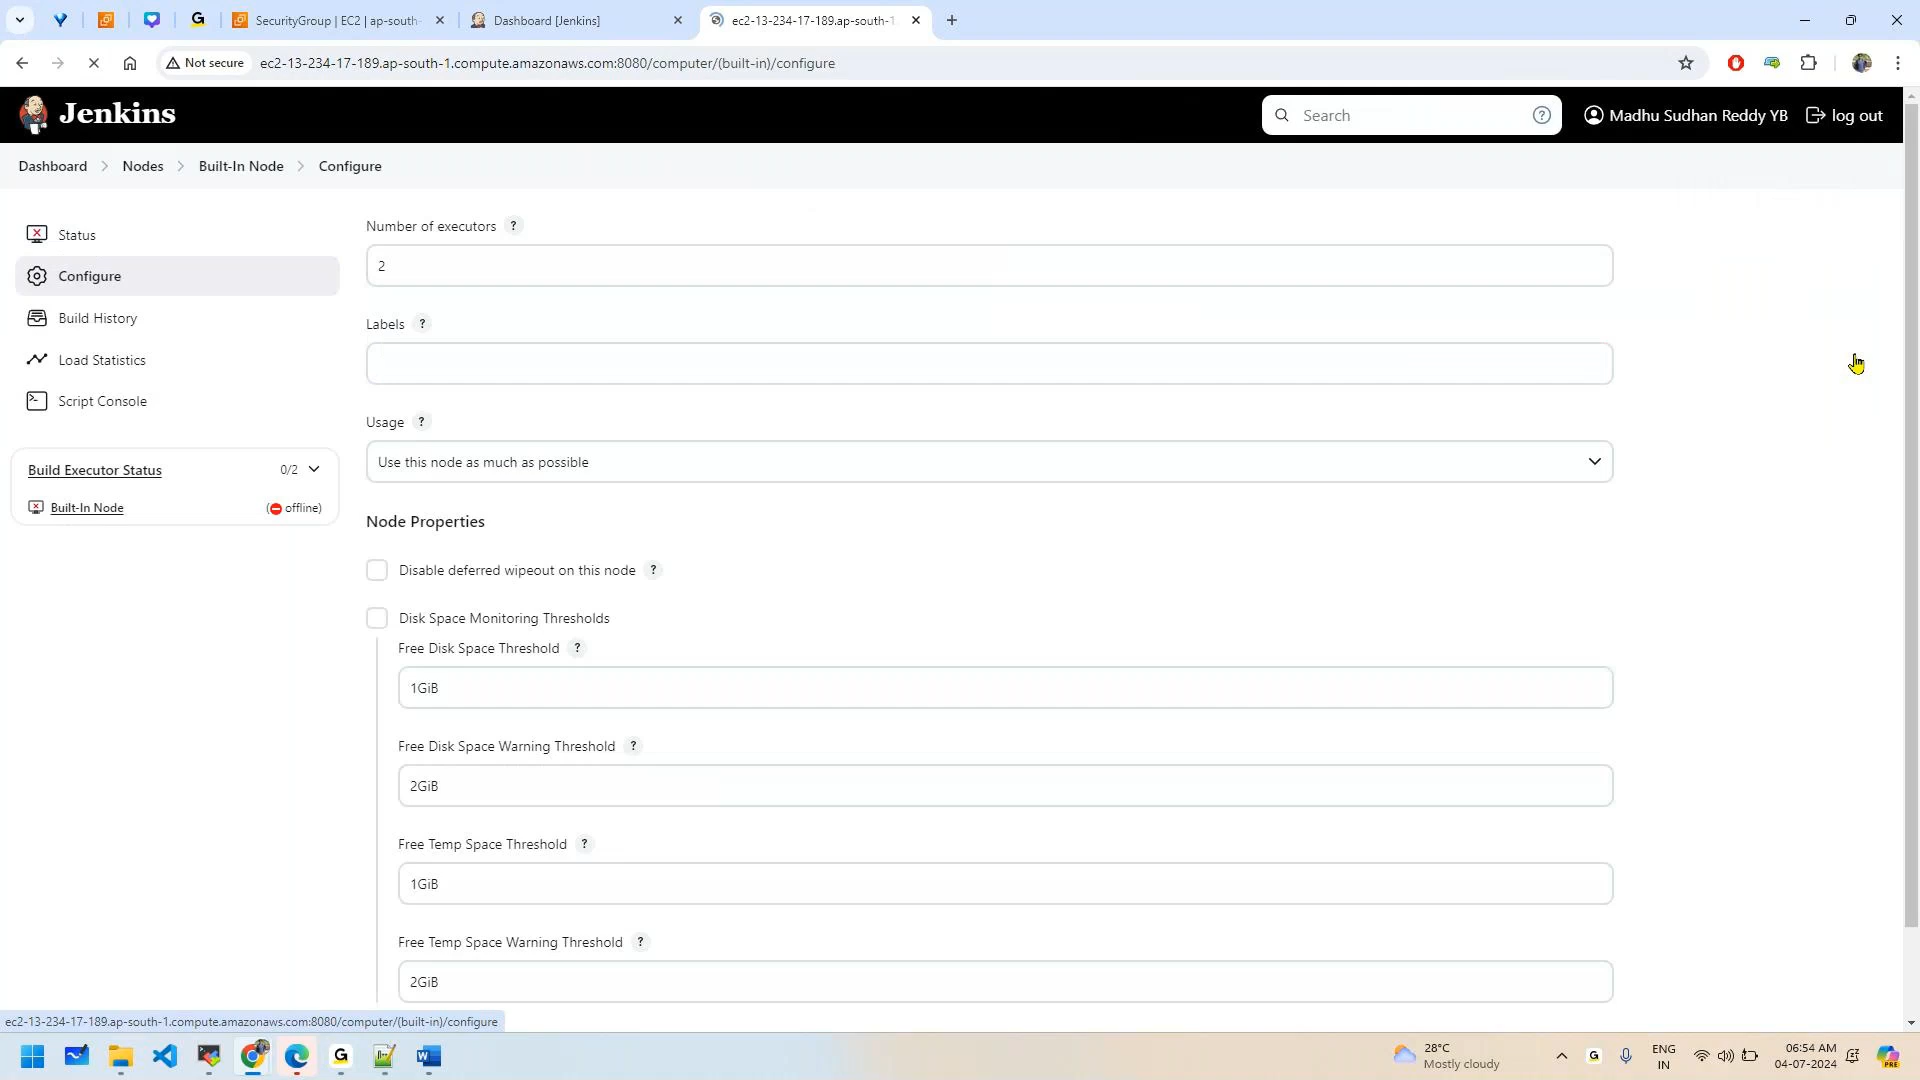 SecurityGroup | EC2 | ap-south-
Dashboard [Jenkins]
ec2-13-234-17-189.ap-south-1
Not secure
ec2-13-234-17-189.ap-south-1.compute.amazonaws.com:8080/computer/(built-in)/configure
Jenkins
Search
Madhu Sudhan Reddy YB
log out
Dashboard
Nodes
Built-In Node
Configure
Status
Configure
Build History
Load Statistics
Script Console
Build Executor Status
0/2
Built-In Node
(offline)
Number of executors ?
2
Labels ?
Usage ?
Use this node as much as possible
Node Properties
Disable deferred wipeout on this node ?
Disk Space Monitoring Thresholds
Free Disk Space Threshold ?
1GiB
Free Disk Space Warning Threshold ?
2GiB
Free Temp Space Threshold ?
1GiB
Free Temp Space Warning Threshold ?
2GiB
ec2-13-234-17-189.ap-south-1.compute.amazonaws.com:8080/computer/(built-in)/configure
28°C
Mostly cloudy
ENG
IN
06:54 AM
04-07-2024
PRE